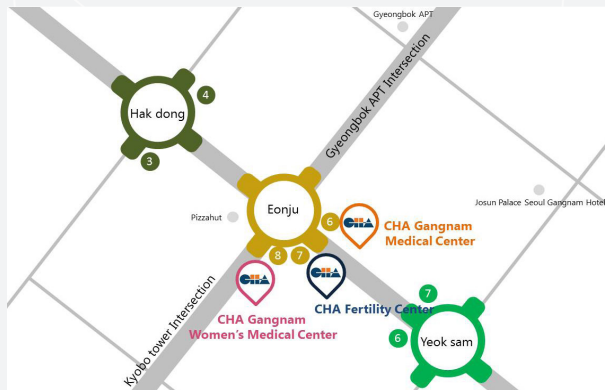 Gyeongbok APT
4
Hak dong
3
Gyeongbok APT Intersection
Josun Palace Seoul Gangnam Hotel
Eonju
Pizzahut
6
CHA
CHA Gangnam
Medical Center
8
7
CHA
CHA
CHA Fertility Center
CHA Gangnam
Women's Medical Center
Kyobo tower Intersection
7
6
Yeok sam